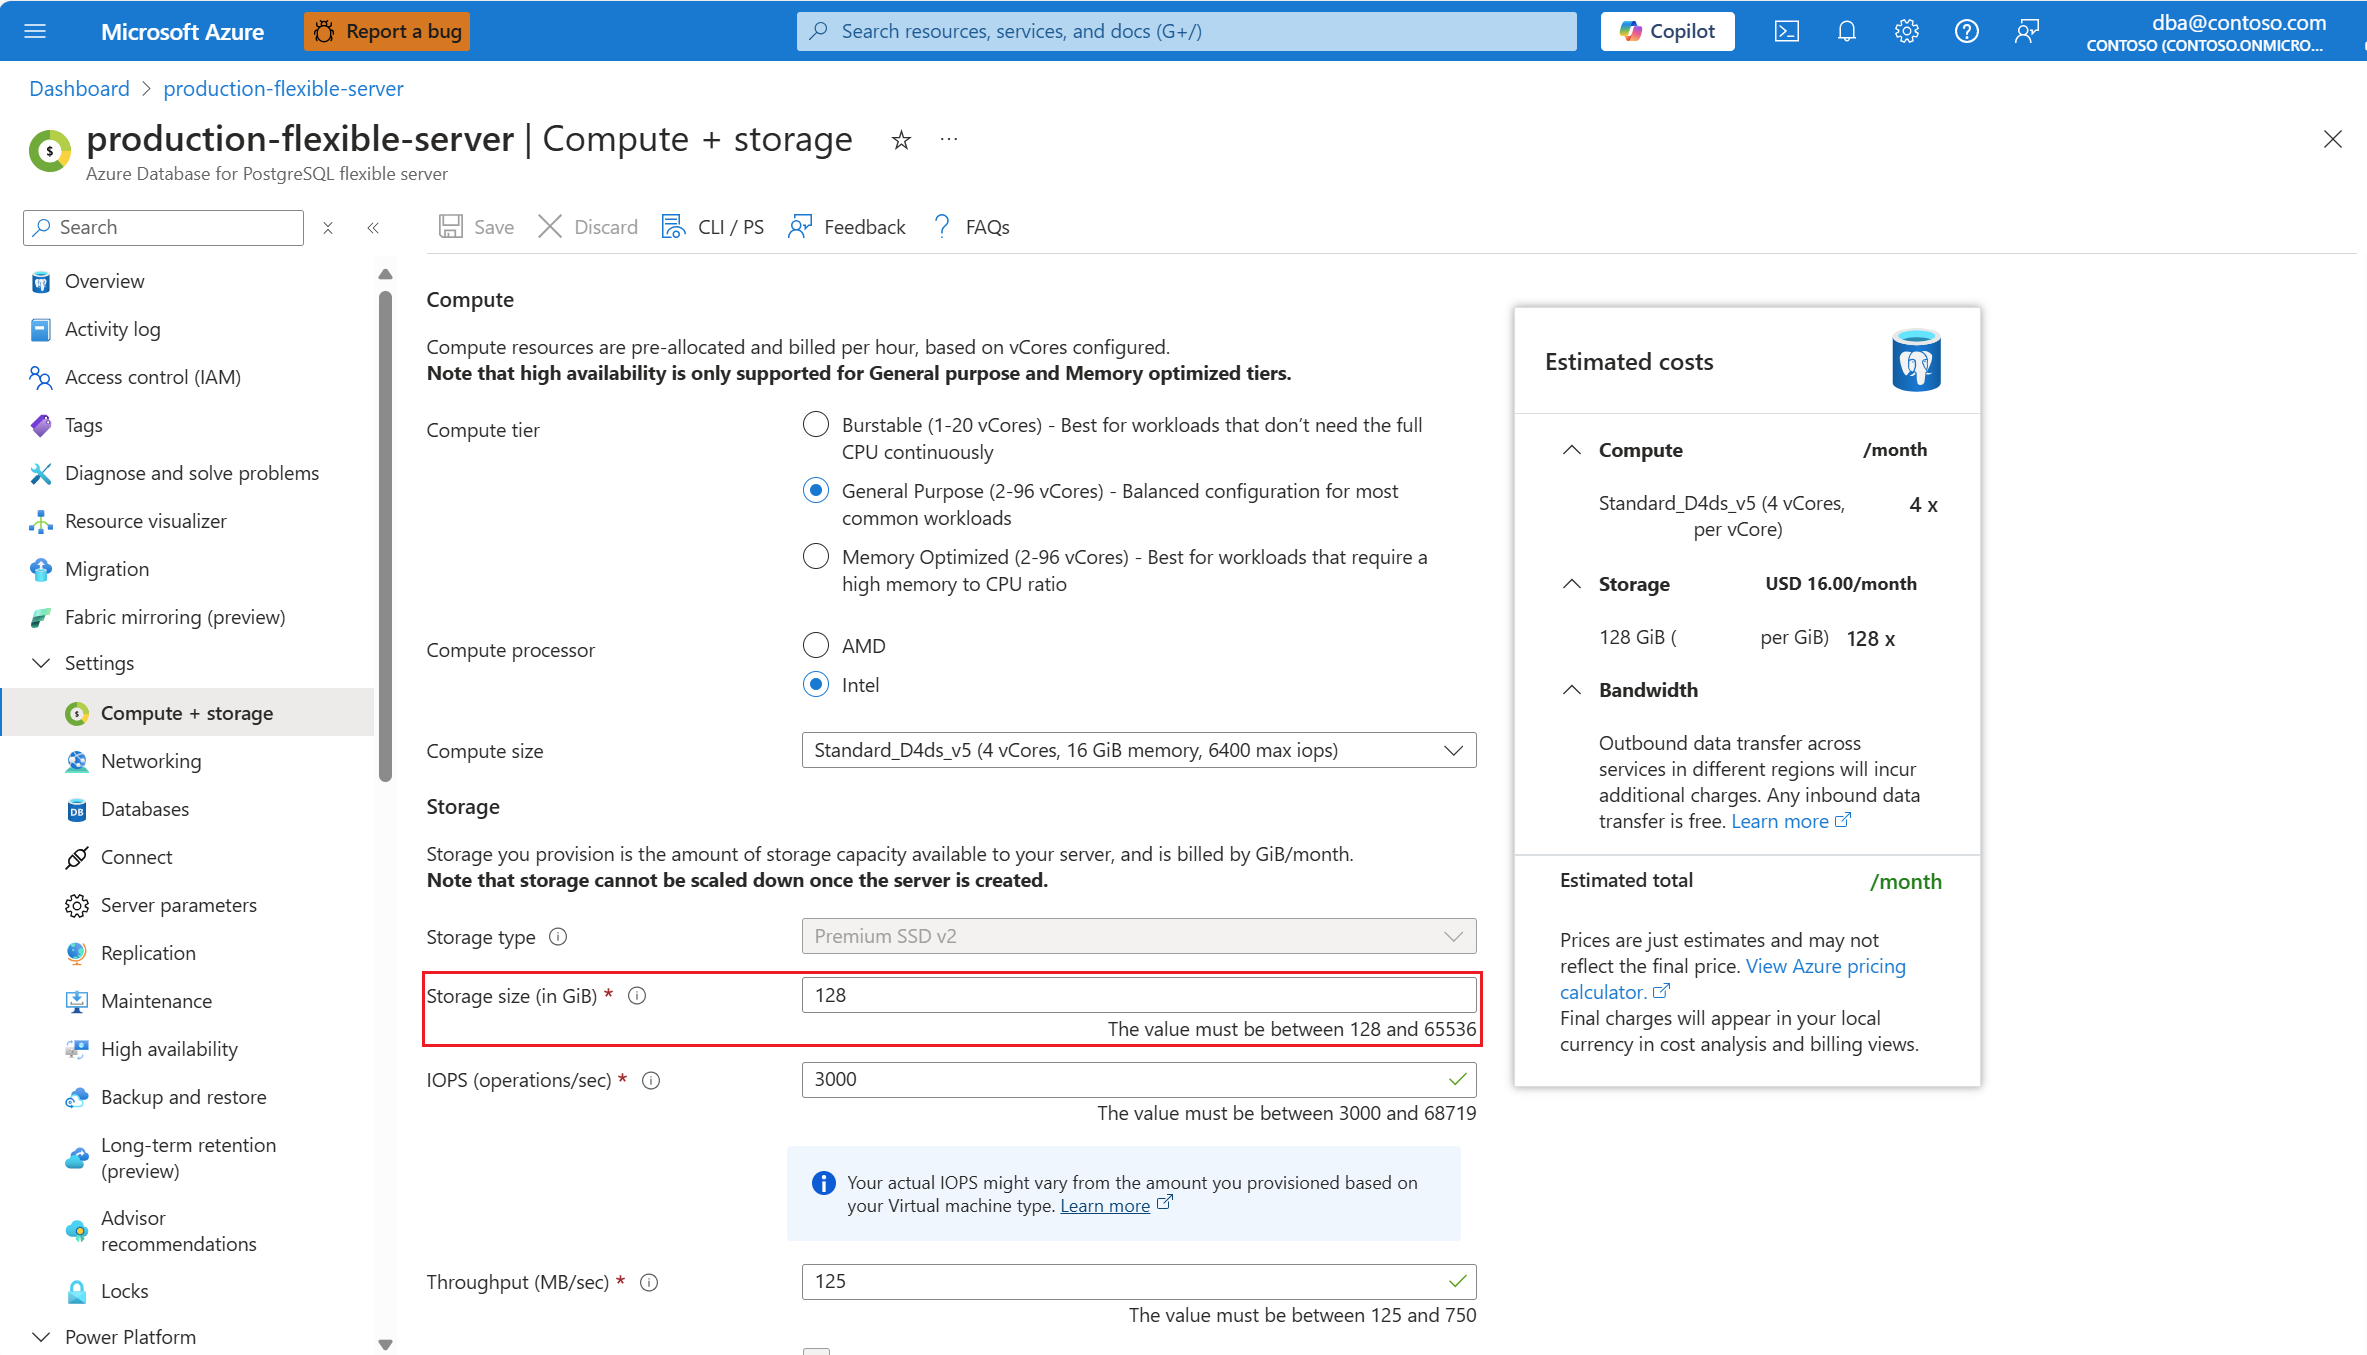 Microsoft Azure
Report a bug
Search resources, services, and docs (G+/)
Copilot
dba@contoso.com
CONTOSO (CONTOSO.ONMICRO...
Dashboard > production-flexible-server
production-flexible-server | Compute + storage
Azure Database for PostgreSQL flexible server
Search
Save
Discard
CLI / PS
Feedback
FAQs
Overview
Activity log
Access control (IAM)
Tags
Diagnose and solve problems
Resource visualizer
Migration
Fabric mirroring (preview)
Settings
Compute + storage
Networking
Databases
Connect
Server parameters
Replication
Maintenance
High availability
Backup and restore
Long-term retention
(preview)
Advisor
recommendations
Locks
Power Platform
Compute
Compute resources are pre-allocated and billed per hour, based on vCores configured.
Note that high availability is only supported for General purpose and Memory optimized tiers.
Compute tier
Burstable (1-20 vCores) - Best for workloads that don't need the full
CPU continuously
General Purpose (2-96 vCores) - Balanced configuration for most
common workloads
Memory Optimized (2-96 vCores) - Best for workloads that require a
high memory to CPU ratio
Compute processor
AMD
Intel
Compute size
Standard_D4ds_v5 (4 vCores, 16 GiB memory, 6400 max iops)
Storage
Storage you provision is the amount of storage capacity available to your server, and is billed by GiB/month.
Note that storage cannot be scaled down once the server is created.
Storage type
Premium SSD v2
Storage size (in GiB) *
128
The value must be between 128 and 65536
IOPS (operations/sec) *
3000
The value must be between 3000 and 68719
Your actual IOPS might vary from the amount you provisioned based on
your Virtual machine type. Learn more
Throughput (MB/sec) *
125
The value must be between 125 and 750
Estimated costs
Compute /month
Standard_D4ds_v5 (4 vCores, 4 x
per vCore)
Storage USD 16.00/month
128 GiB ( per GiB) 128 x
Bandwidth
Outbound data transfer across
services in different regions will incur
additional charges. Any inbound data
transfer is free. Learn more
Estimated total /month
Prices are just estimates and may not
reflect the final price. View Azure pricing
calculator.
Final charges will appear in your local
currency in cost analysis and billing views.